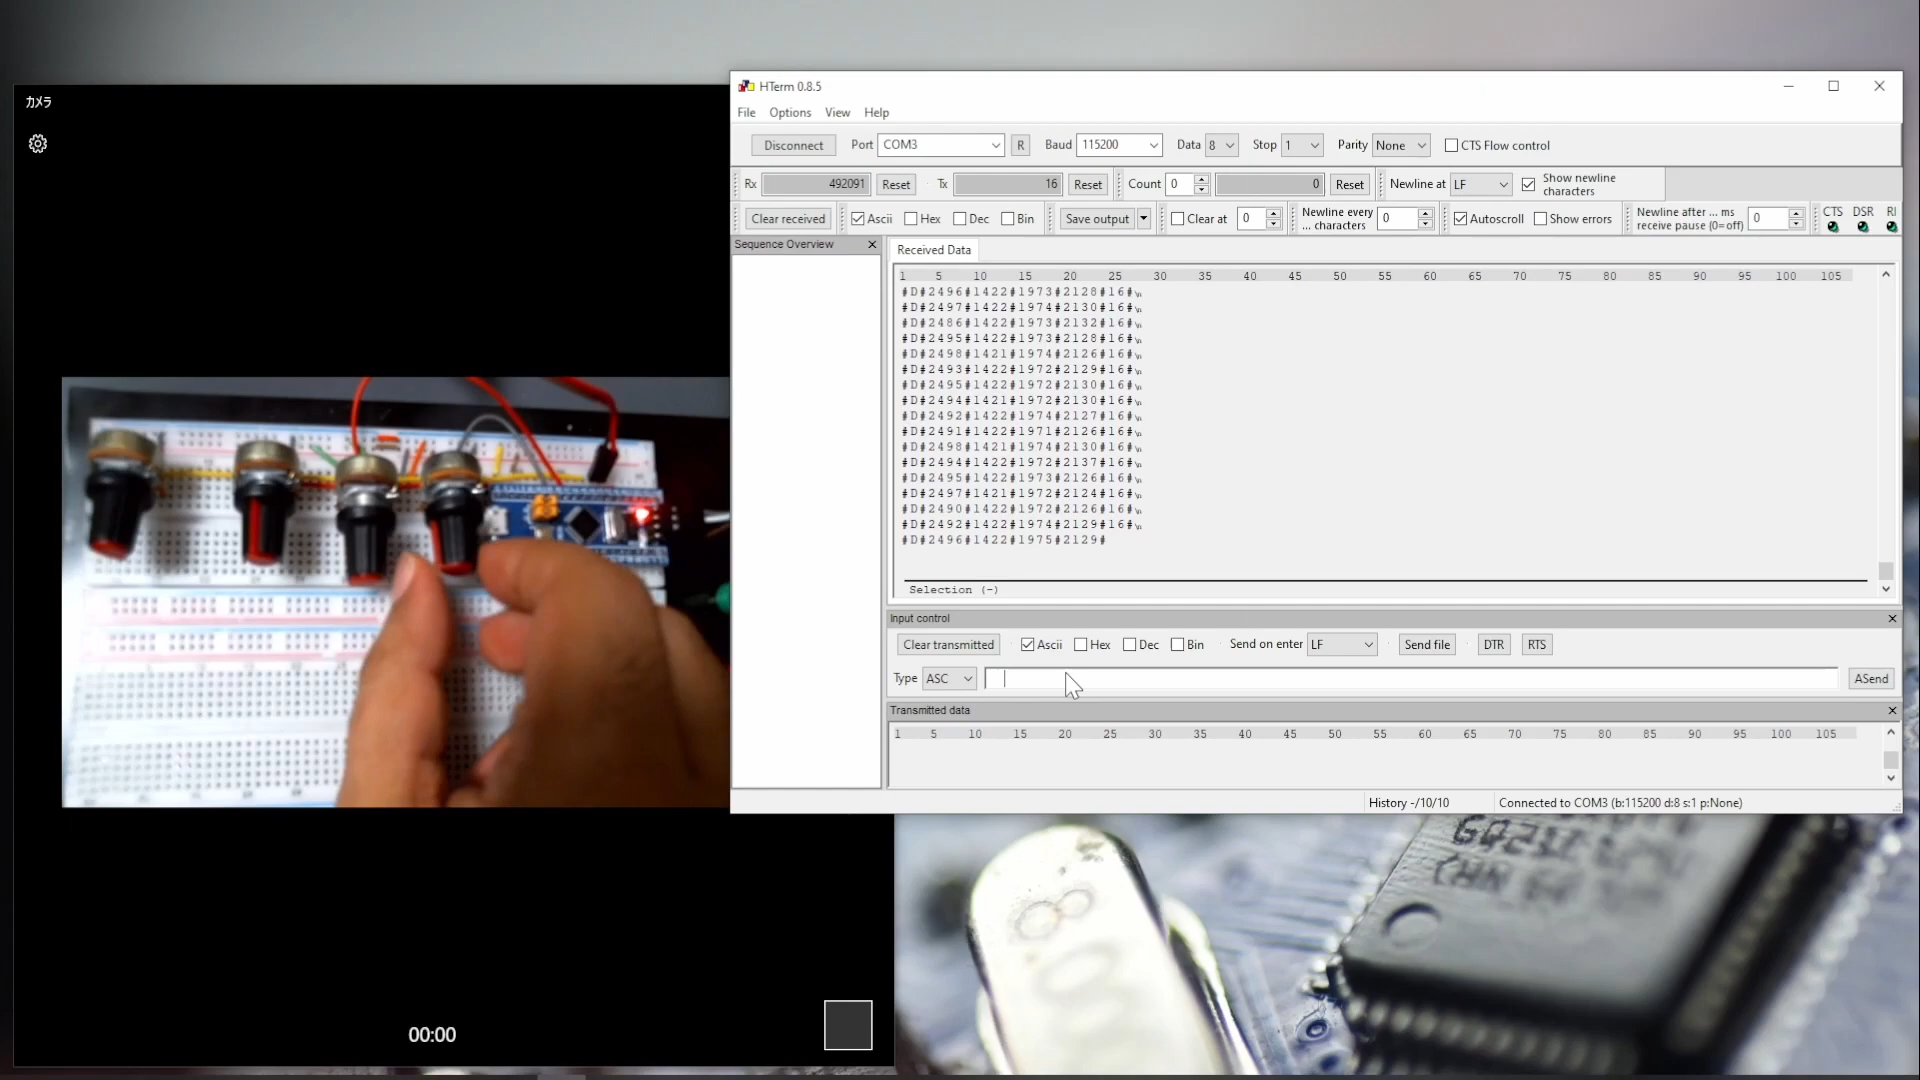 カメラ
00:00
HTerm 0.8.5
File Options View Help
Disconnect Port COM3 R Baud 115200 Data 8 Stop 1 Parity None CTS Flow control
Rx 492091 Reset Tx 16 Reset Count 0 0 Reset Newline at LF Show newline characters
Clear received Ascii Hex Dec Bin Save output Clear at 0 Newline every ... characters 0 Autoscroll Show errors Newline after ... ms receive pause (0=off) 0 CTS DSR RI
Sequence Overview
Received Data
1 5 10 15 20 25 30 35 40 45 50 55 60 65 70 75 80 85 90 95 100 105
#D#2496#1422#1973#2128#16#\n
#D#2497#1422#1974#2130#16#\n
#D#2486#1422#1973#2132#16#\n
#D#2495#1422#1973#2128#16#\n
#D#2498#1421#1974#2126#16#\n
#D#2493#1422#1972#2129#16#\n
#D#2495#1422#1972#2130#16#\n
#D#2494#1421#1972#2130#16#\n
#D#2492#1422#1974#2127#16#\n
#D#2491#1422#1971#2126#16#\n
#D#2498#1421#1974#2130#16#\n
#D#2494#1422#1972#2137#16#\n
#D#2495#1422#1973#2126#16#\n
#D#2497#1421#1972#2124#16#\n
#D#2490#1422#1972#2126#16#\n
#D#2492#1422#1974#2129#16#\n
#D#2496#1422#1975#2129#
Selection (-)
Input control
Clear transmitted Ascii Hex Dec Bin Send on enter LF Send file DTR RTS
Type ASC ASend
Transmitted data
1 5 10 15 20 25 30 35 40 45 50 55 60 65 70 75 80 85 90 95 100 105
History -/10/10 Connected to COM3 (b:115200 d:8 s:1 p:None)